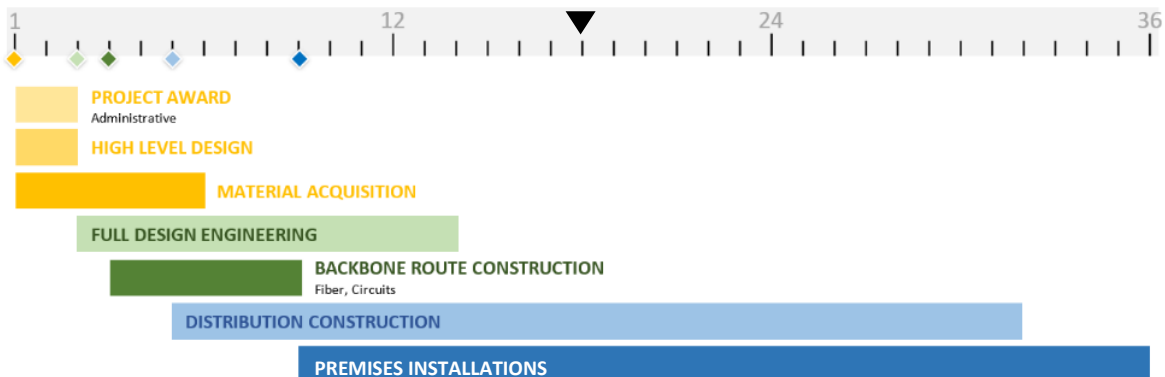 1 12 24 36
PROJECT AWARD
Administrative
HIGH LEVEL DESIGN
MATERIAL ACQUISITION
FULL DESIGN ENGINEERING
BACKBONE ROUTE CONSTRUCTION
Fiber, Circuits
DISTRIBUTION CONSTRUCTION
PREMISES INSTALLATIONS